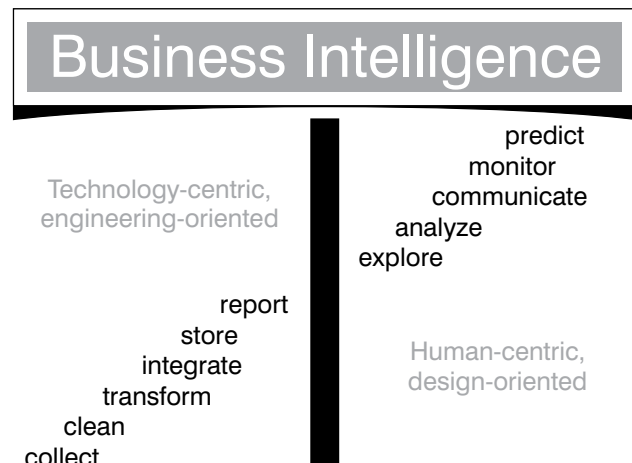 Business Intelligence
Technology-centric,
engineering-oriented
report
store
integrate
transform
clean
collect
predict
monitor
communicate
analyze
explore
Human-centric,
design-oriented